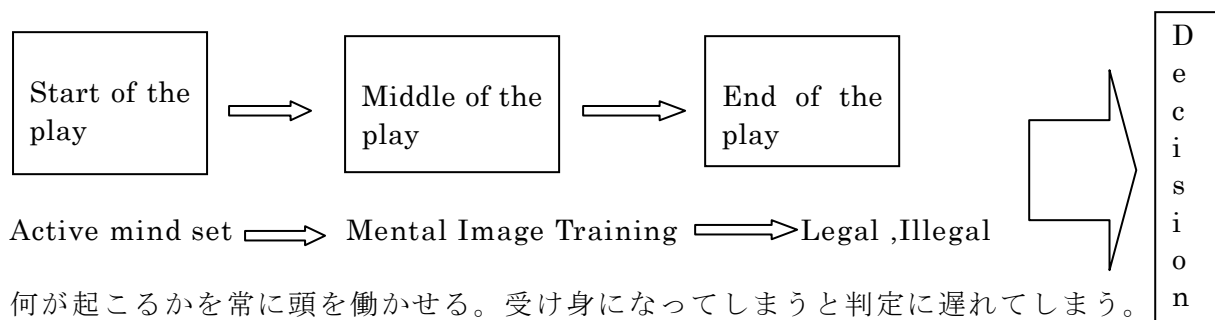 Start of the
play
Middle of the
play
End of the
play
Decision
Active mind set
Mental Image Training
Legal ,Illegal
何が起こるかを常に頭を働かせる。受け身になってしまうと判定に遅れてしまう。